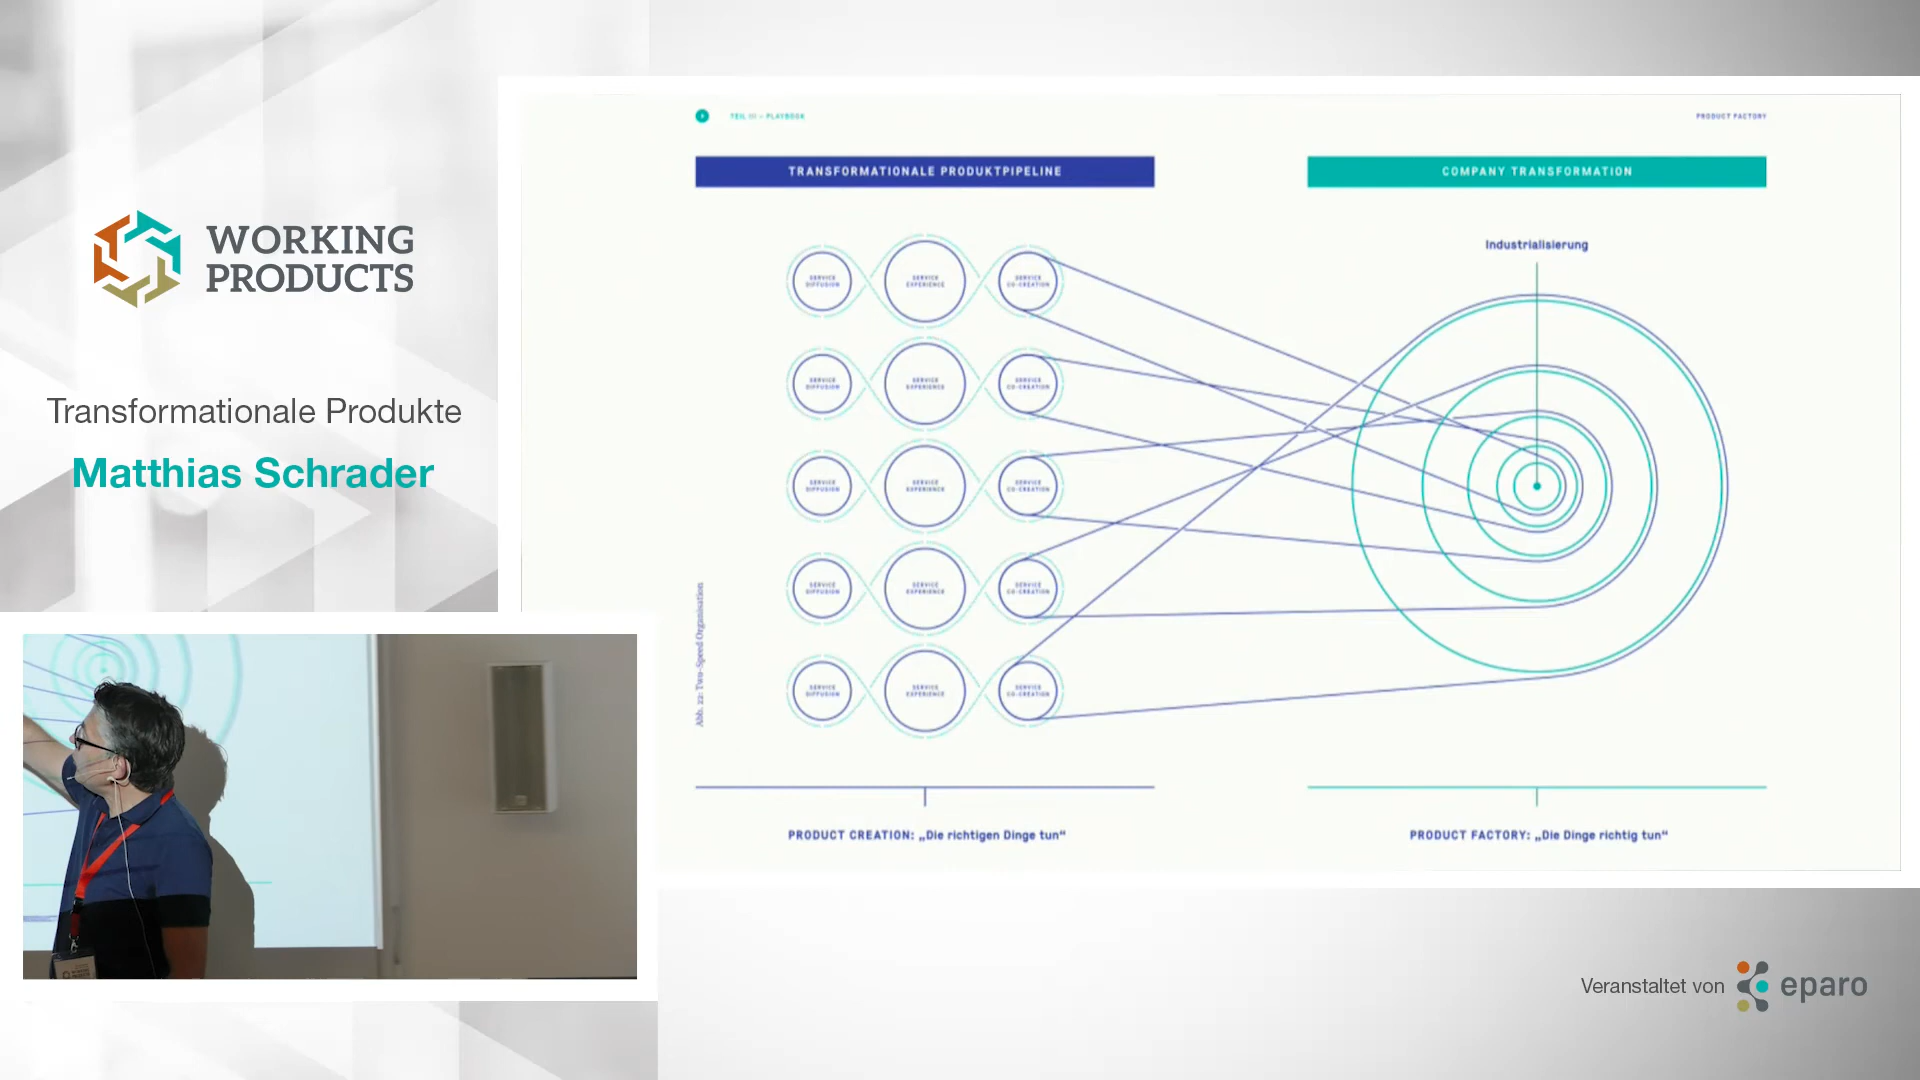 WORKING
PRODUCTS
Transformationale Produkte
Matthias Schrader
TEIL III – PLAYBOOK
PRODUCT FACTORY
TRANSFORMATIONALE PRODUKTPIPELINE
COMPANY TRANSFORMATION
Industrialisierung
SERVICE
DIFFUSION
SERVICE
EXPERIENCE
SERVICE
CO-CREATION
SERVICE
DIFFUSION
SERVICE
EXPERIENCE
SERVICE
CO-CREATION
SERVICE
DIFFUSION
SERVICE
EXPERIENCE
SERVICE
CO-CREATION
SERVICE
DIFFUSION
SERVICE
EXPERIENCE
SERVICE
CO-CREATION
SERVICE
DIFFUSION
SERVICE
EXPERIENCE
SERVICE
CO-CREATION
Abb. 22: Two-Speed Organisation
PRODUCT CREATION: „Die richtigen Dinge tun“
PRODUCT FACTORY: „Die Dinge richtig tun“
Veranstaltet von
eparo